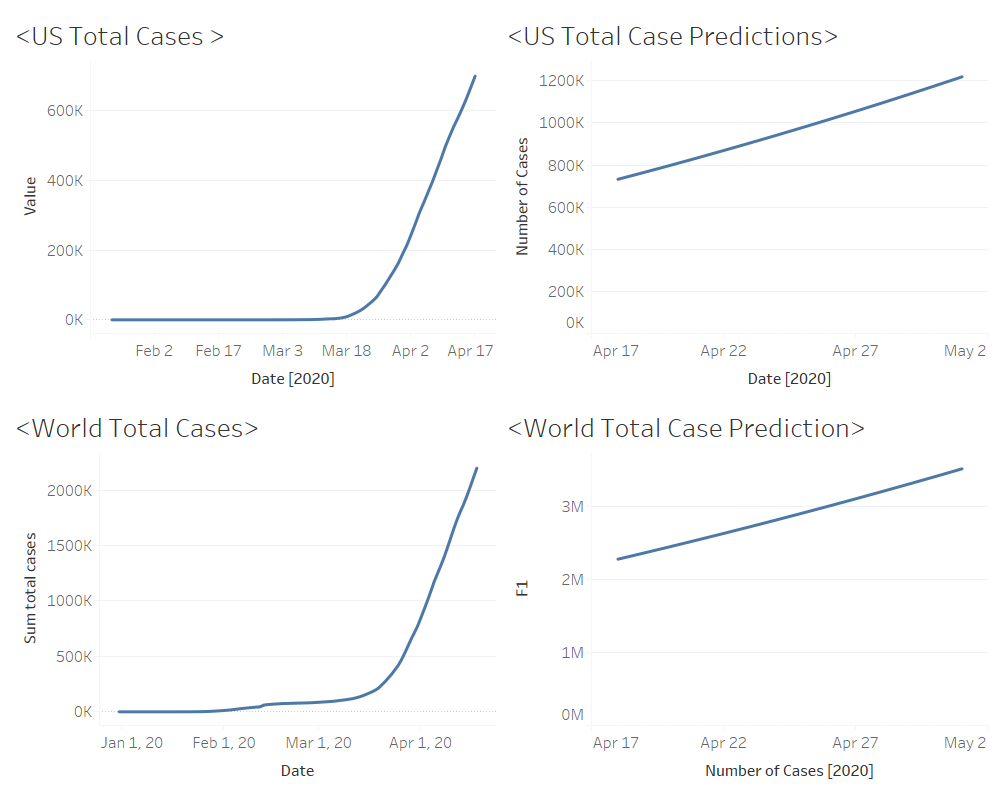 <US Total Cases >
600K
400K
200K
0K
Value
Feb 2 Feb 17 Mar 3 Mar 18 Apr 2 Apr 17
Date [2020]
<US Total Case Predictions>
1200K
1000K
800K
600K
400K
200K
0K
Number of Cases
Apr 17 Apr 22 Apr 27 May 2
Date [2020]
<World Total Cases>
2000K
1500K
1000K
500K
0K
Sum total cases
Jan 1, 20 Feb 1, 20 Mar 1, 20 Apr 1, 20
Date
<World Total Case Prediction>
3M
2M
1M
0M
F1
Apr 17 Apr 22 Apr 27 May 2
Number of Cases [2020]